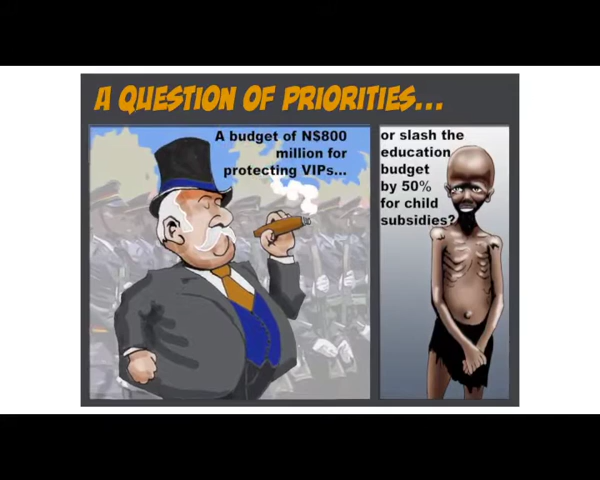 A QUESTION OF PRIORITIES...
A budget of N$800
million for
protecting VIPs...
or slash the
education
budget
by 50%
for child
subsidies?